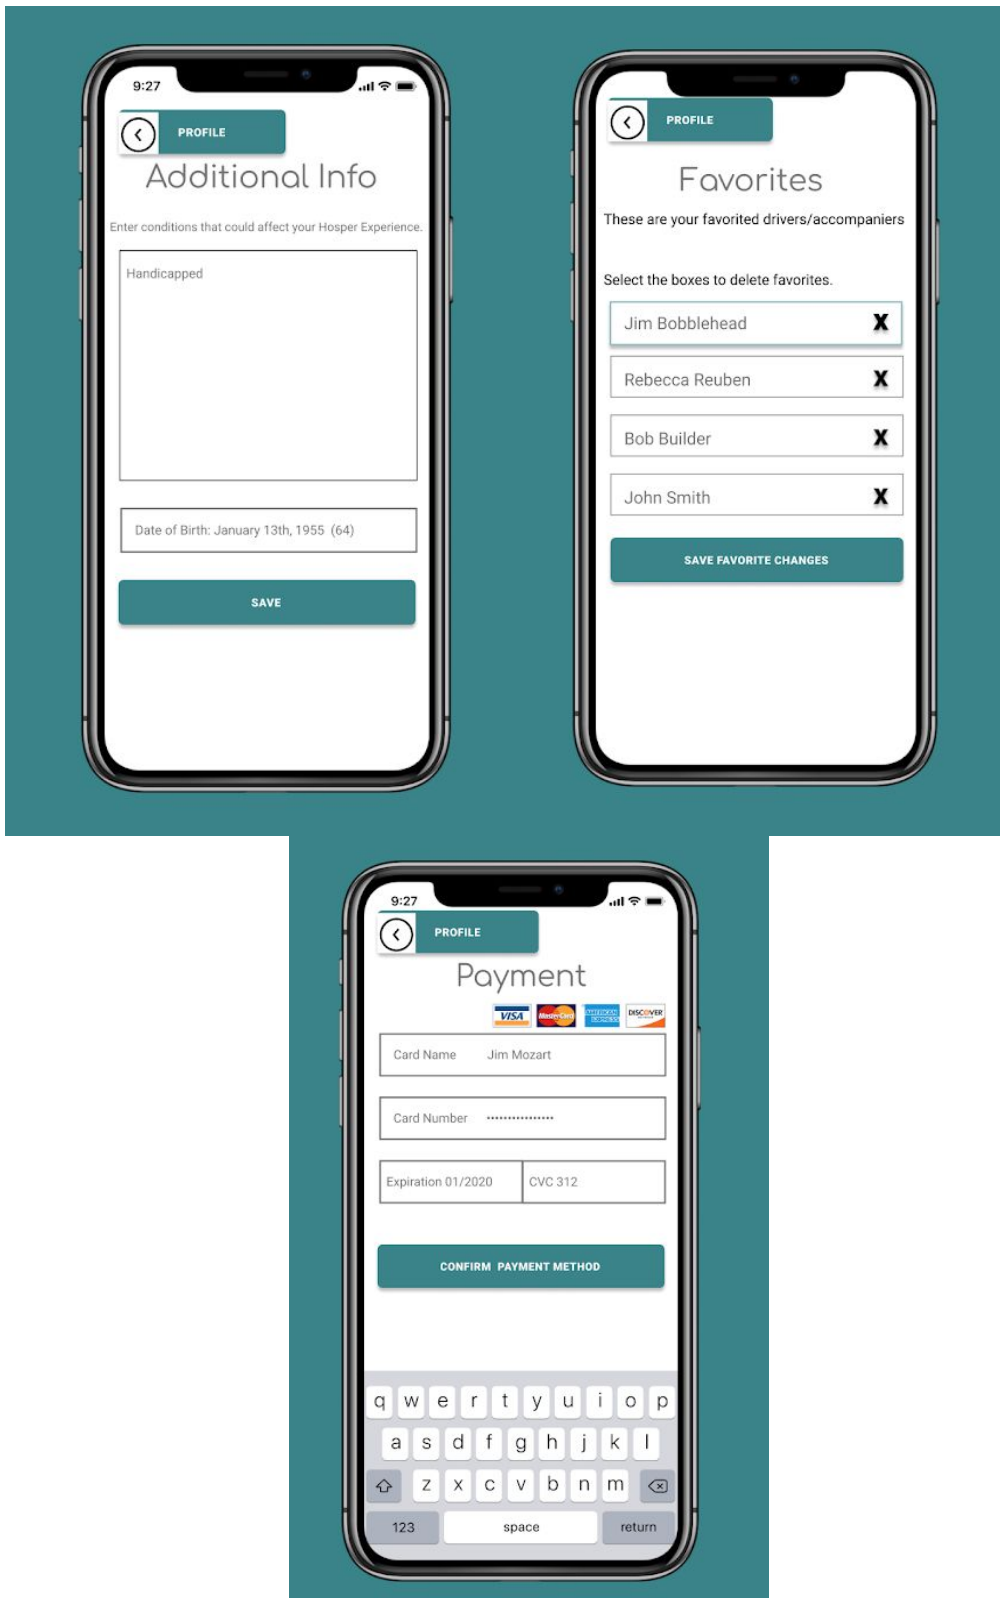 9:27
PROFILE
Additional Info
Enter conditions that could affect your Hosper Experience.
Handicapped
Date of Birth: January 13th, 1955 (64)
SAVE
PROFILE
Favorites
These are your favorited drivers/accompaniers
Select the boxes to delete favorites.
Jim Bobblehead X
Rebecca Reuben X
Bob Builder X
John Smith X
SAVE FAVORITE CHANGES
9:27
PROFILE
Payment
VISA MasterCard AMERICAN EXPRESS DISCOVER
Card Name Jim Mozart
Card Number ················
Expiration 01/2020 CVC 312
CONFIRM PAYMENT METHOD
q w e r t y u i o p
a s d f g h j k l
z x c v b n m
123 space return